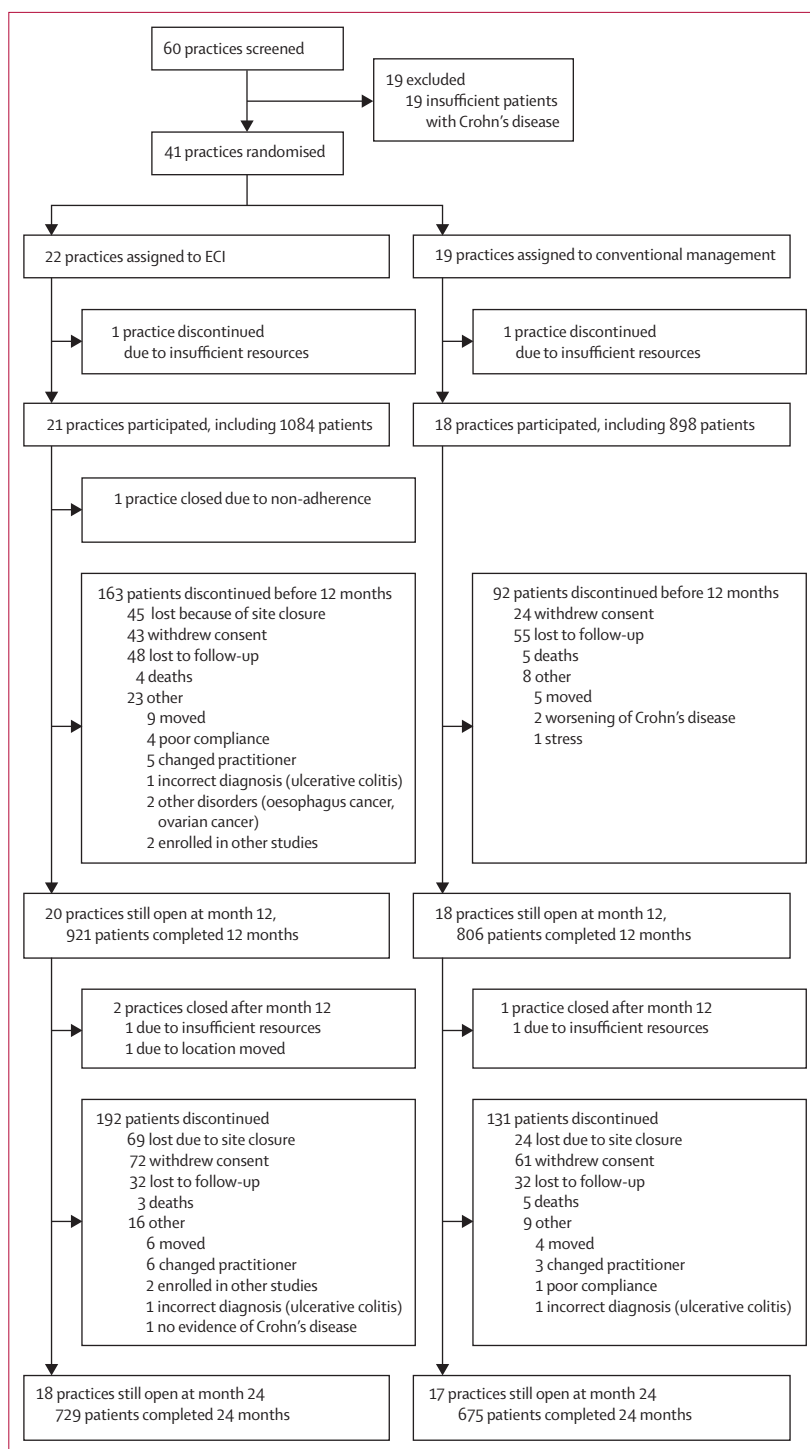 60 practices screened
19 excluded
19 insufficient patients
with Crohn's disease
41 practices randomised
22 practices assigned to ECI
19 practices assigned to conventional management
1 practice discontinued
due to insufficient resources
1 practice discontinued
due to insufficient resources
21 practices participated, including 1084 patients
18 practices participated, including 898 patients
1 practice closed due to non-adherence
163 patients discontinued before 12 months
45 lost because of site closure
43 withdrew consent
48 lost to follow-up
4 deaths
23 other
9 moved
4 poor compliance
5 changed practitioner
1 incorrect diagnosis (ulcerative colitis)
2 other disorders (oesophagus cancer,
ovarian cancer)
2 enrolled in other studies
92 patients discontinued before 12 months
24 withdrew consent
55 lost to follow-up
5 deaths
8 other
5 moved
2 worsening of Crohn's disease
1 stress
20 practices still open at month 12,
921 patients completed 12 months
18 practices still open at month 12,
806 patients completed 12 months
2 practices closed after month 12
1 due to insufficient resources
1 due to location moved
1 practice closed after month 12
1 due to insufficient resources
192 patients discontinued
69 lost due to site closure
72 withdrew consent
32 lost to follow-up
3 deaths
16 other
6 moved
6 changed practitioner
2 enrolled in other studies
1 incorrect diagnosis (ulcerative colitis)
1 no evidence of Crohn's disease
131 patients discontinued
24 lost due to site closure
61 withdrew consent
32 lost to follow-up
5 deaths
9 other
4 moved
3 changed practitioner
1 poor compliance
1 incorrect diagnosis (ulcerative colitis)
18 practices still open at month 24
729 patients completed 24 months
17 practices still open at month 24
675 patients completed 24 months